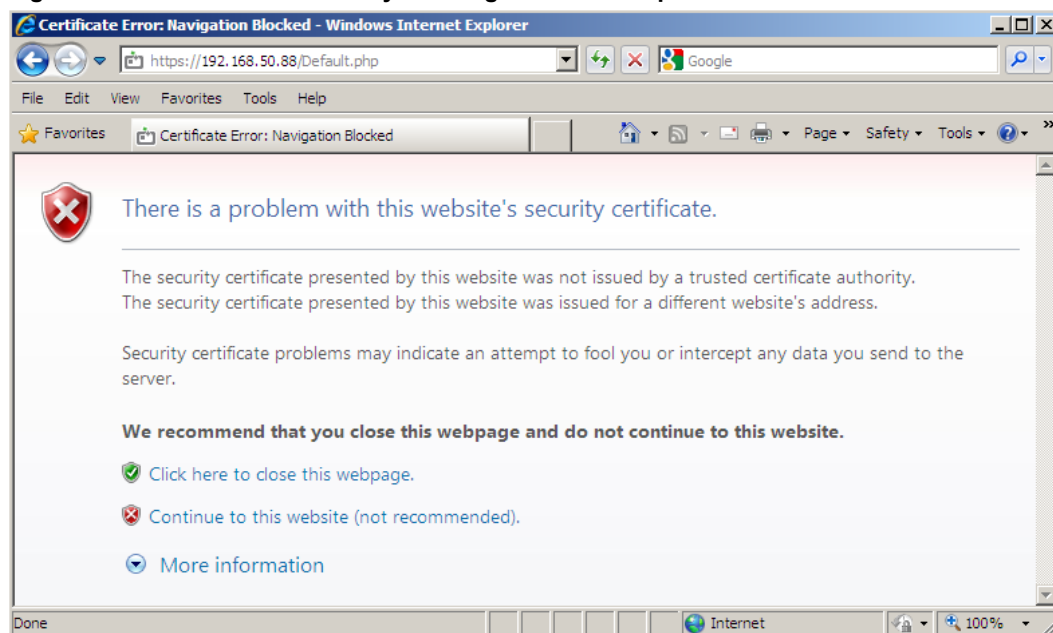 Certificate Error: Navigation Blocked - Windows Internet Explorer
https://192.168.50.88/Default.php
Google
File Edit View Favorites Tools Help
Favorites
Certificate Error: Navigation Blocked
Page
Safety
Tools
There is a problem with this website's security certificate.
The security certificate presented by this website was not issued by a trusted certificate authority.
The security certificate presented by this website was issued for a different website's address.
Security certificate problems may indicate an attempt to fool you or intercept any data you send to the
server.
We recommend that you close this webpage and do not continue to this website.
Click here to close this webpage.
Continue to this website (not recommended).
More information
Done
Internet
100%